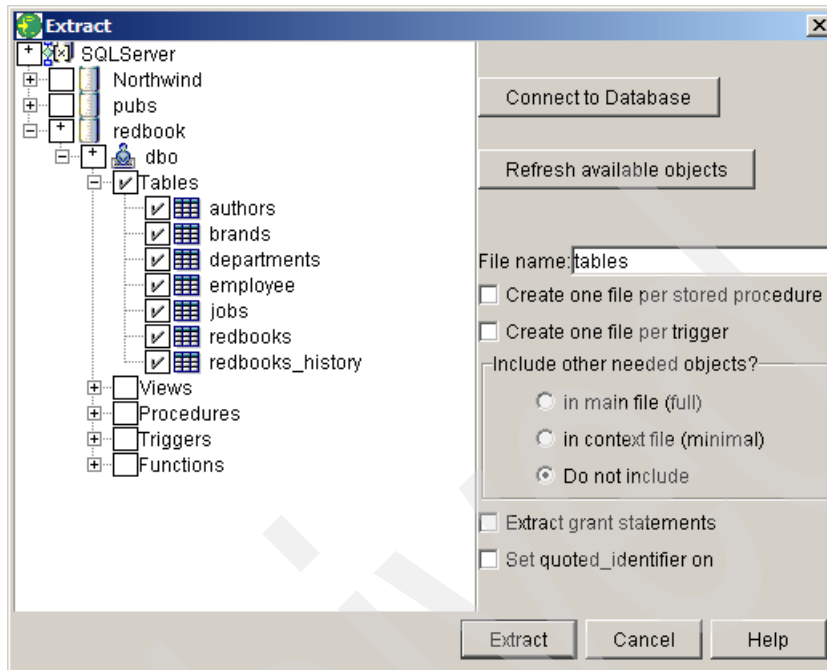 Extract
SQLServer
Northwind
pubs
redbook
dbo
Tables
authors
brands
departments
employee
jobs
redbooks
redbooks_history
Views
Procedures
Triggers
Functions
Connect to Database
Refresh available objects
File name: tables
Create one file per stored procedure
Create one file per trigger
Include other needed objects?
in main file (full)
in context file (minimal)
Do not include
Extract grant statements
Set quoted_identifier on
Extract
Cancel
Help